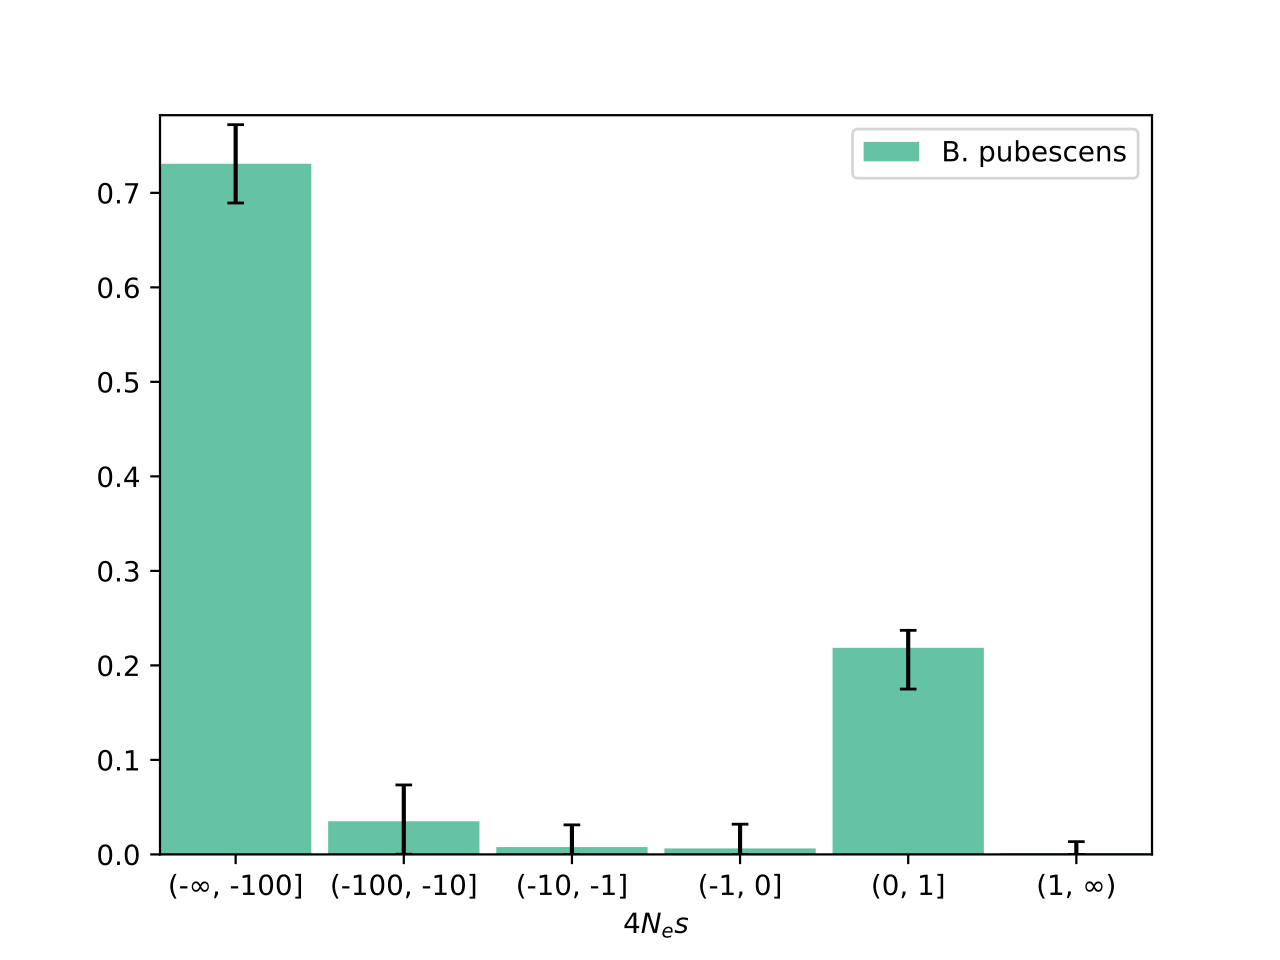 B. pubescens
0.7
0.6
0.5
0.4
0.3
0.2
0.1
0.0
(-∞, -100] (-100, -10] (-10, -1] (-1, 0] (0, 1] (1, ∞)
4Nₑs